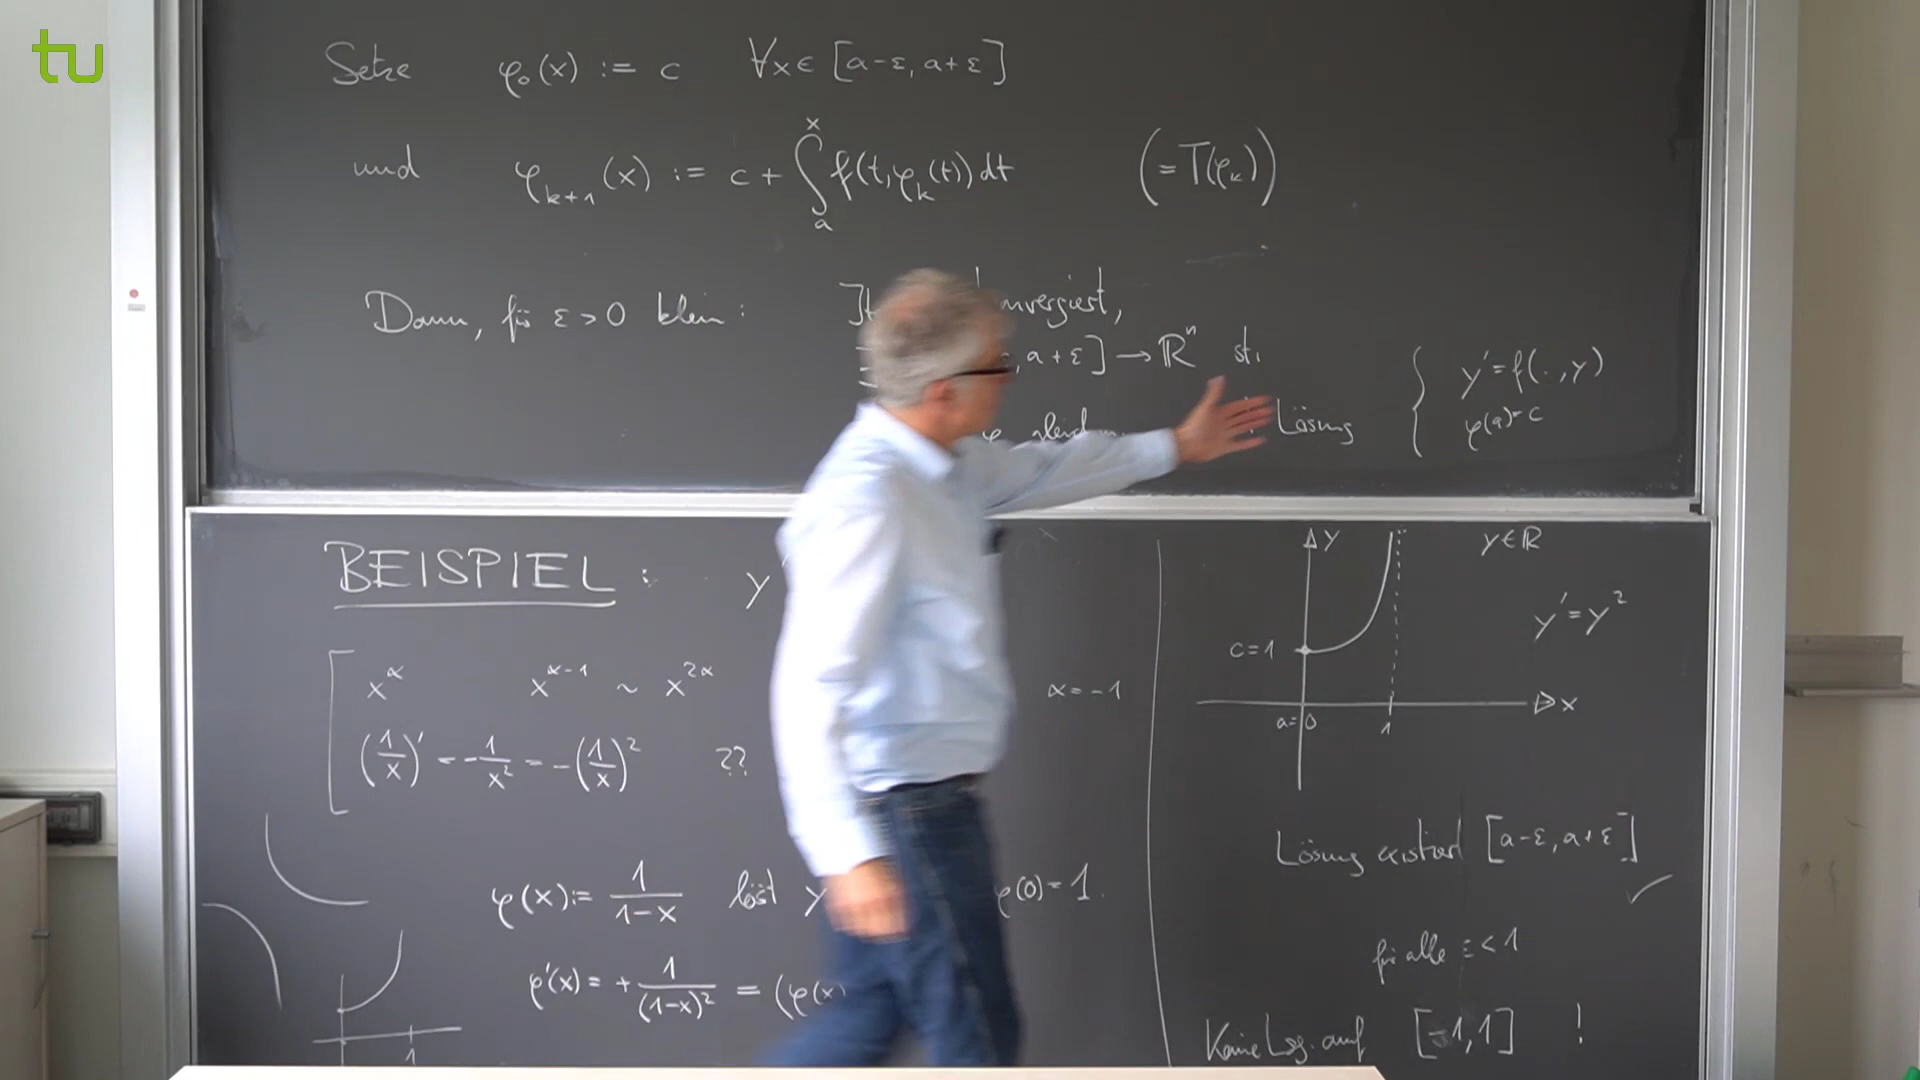 tu
Setze φ₀(x) := c ∀x∈ [a-ε, a+ε]
und φₖ₊₁(x) := c + ∫ₐˣ f(t, φₖ(t)) dt (= T(φₖ))
Dann, für ε > 0 klein:
, a+ε] → ℝⁿ st.
φ gleichm. Lösung { y' = f(·, y)
φ(a) = c
BEISPIEL : y
x^α x^(α-1) ~ x^(2α) α = -1
(1/x)' = -1/x² = -(1/x)² ??
φ(x) := 1/(1-x) löst y φ(0) = 1.
φ'(x) = + 1/(1-x)² = (φ(x)
1
y
y∈ℝ
y' = y²
c=1
a=0
1
x
Lösung existiert [a-ε, a+ε] ✓
für alle ε < 1
Keine Lsg. auf [-1,1] !